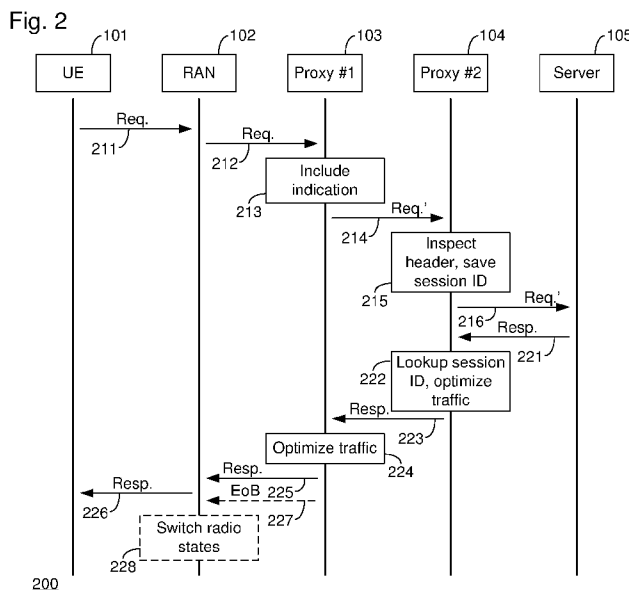 Fig. 2
101
102
103
104
105
UE
RAN
Proxy #1
Proxy #2
Server
Req.
211
Req.
212
Include
indication
213
Req.'
214
Inspect
header, save
session ID
215
Req.'
216
Resp.
221
Lookup session
ID, optimize
traffic
222
Resp.
223
Optimize traffic
224
Resp.
225
Resp.
226
EoB
227
Switch radio
states
228
200